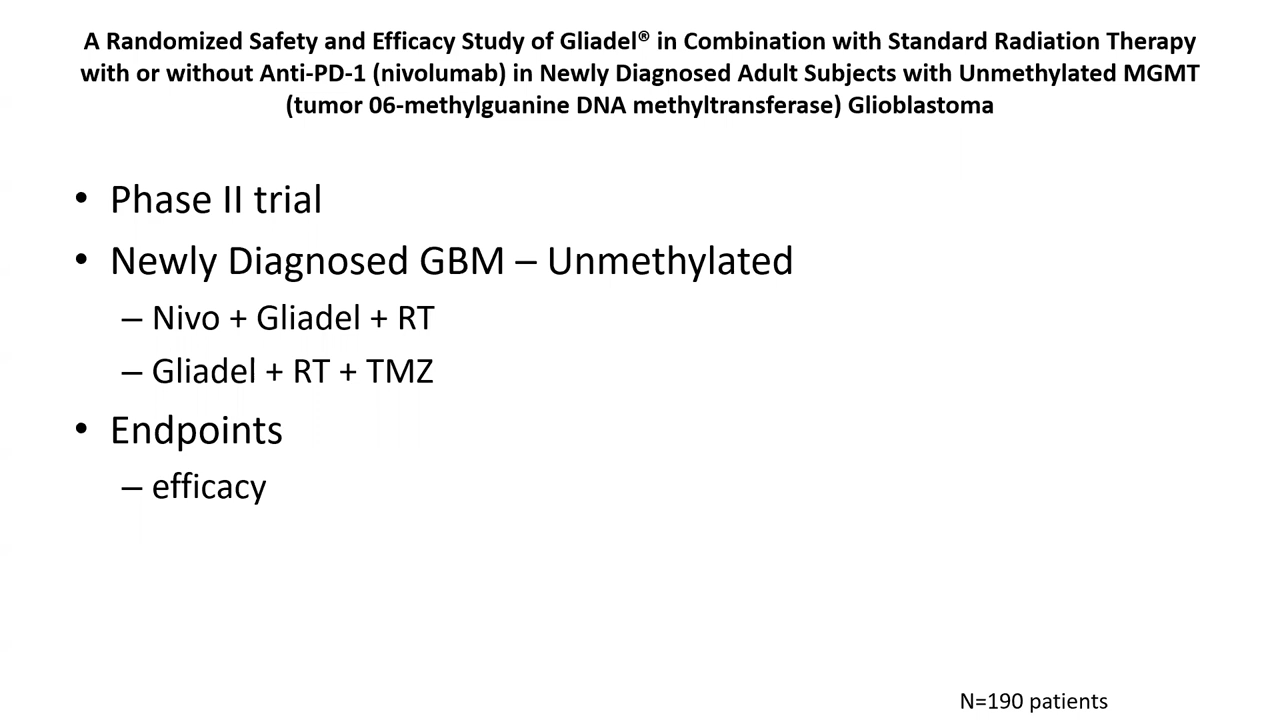 A Randomized Safety and Efficacy Study of Gliadel® in Combination with Standard Radiation Therapy
with or without Anti-PD-1 (nivolumab) in Newly Diagnosed Adult Subjects with Unmethylated MGMT
(tumor 06-methylguanine DNA methyltransferase) Glioblastoma
• Phase II trial
• Newly Diagnosed GBM – Unmethylated
– Nivo + Gliadel + RT
– Gliadel + RT + TMZ
• Endpoints
– efficacy
N=190 patients